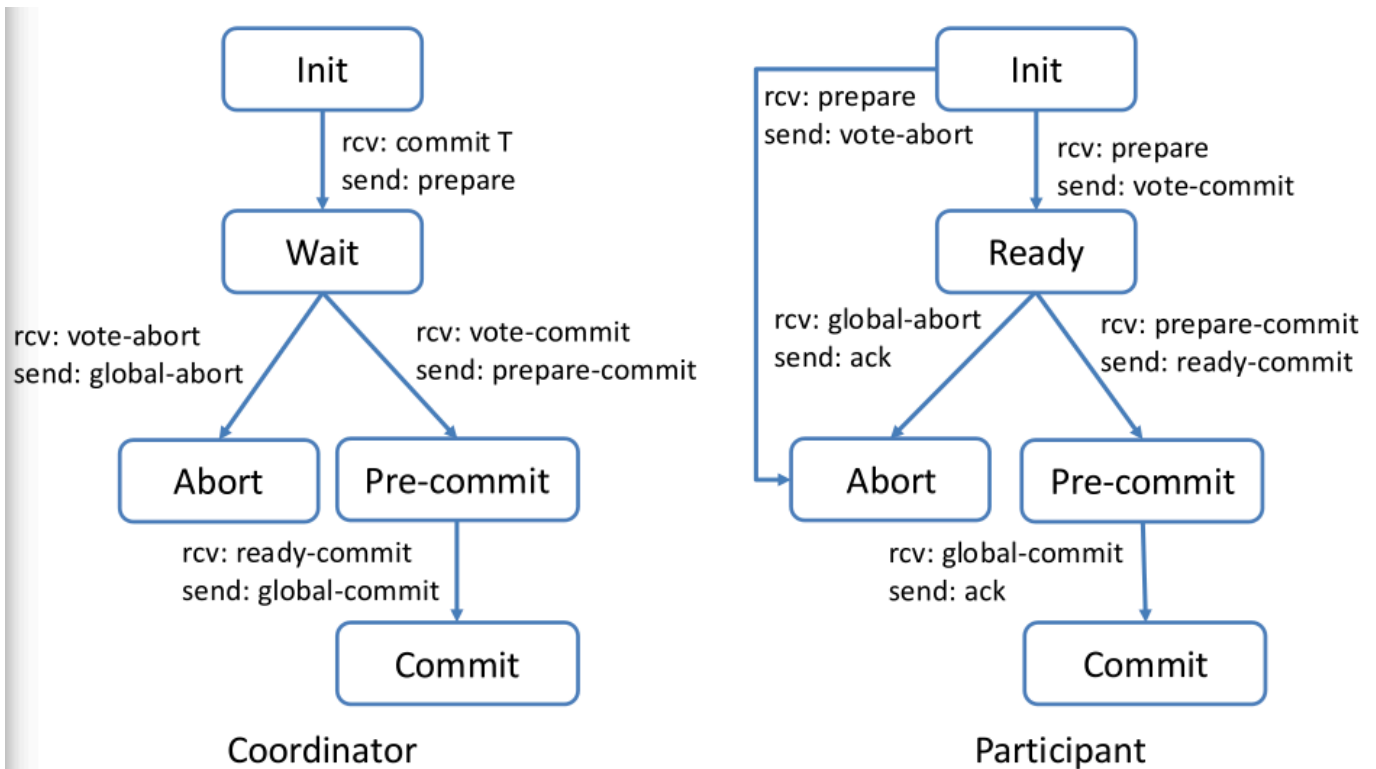 Init
rcv: commit T
send: prepare
Wait
rcv: vote-abort
send: global-abort
rcv: vote-commit
send: prepare-commit
Abort
Pre-commit
rcv: ready-commit
send: global-commit
Commit
Coordinator
Init
rcv: prepare
send: vote-abort
rcv: prepare
send: vote-commit
Ready
rcv: global-abort
send: ack
rcv: prepare-commit
send: ready-commit
Abort
Pre-commit
rcv: global-commit
send: ack
Commit
Participant